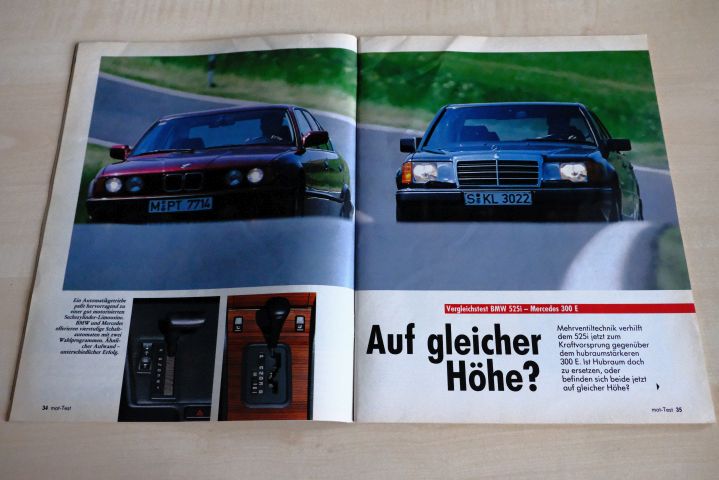 M PT 7714
S KL 3022
Ein Automatikgetriebe
paßt hervorragend zu
einer gut motorisierten
Sechszylinder-Limousine.
BMW und Mercedes
offerieren vierstufige Schalt-
automaten mit zwei
Wahlprogrammen. Ähnli-
cher Aufwand –
unterschiedlicher Erfolg.
34 mot-Test
Vergleichstest BMW 525i – Mercedes 300 E
Auf gleicher
Höhe?
Mehrventiltechnik verhilft
dem 525i jetzt zum
Kraftvorsprung gegenüber
dem hubraumstärkeren
300 E. Ist Hubraum doch
zu ersetzen, oder
befinden sich beide jetzt
auf gleicher Höhe?
mot-Test 35